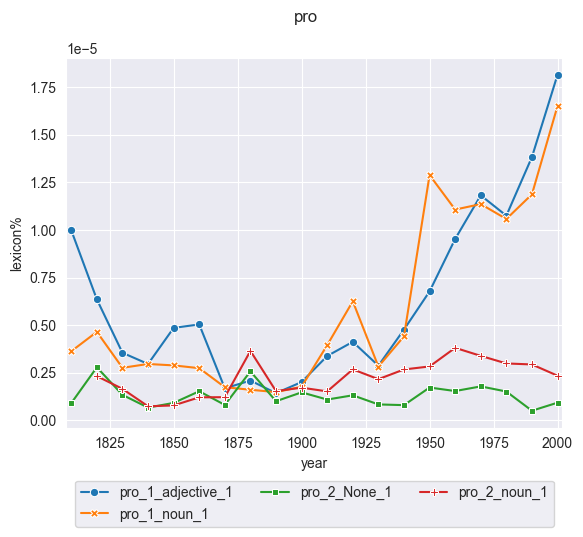 pro
1e−5
1.75
1.50
1.25
1.00
0.75
0.50
0.25
0.00
lexicon%
1825 1850 1875 1900 1925 1950 1975 2000
year
pro_1_adjective_1 pro_2_None_1 pro_2_noun_1
pro_1_noun_1